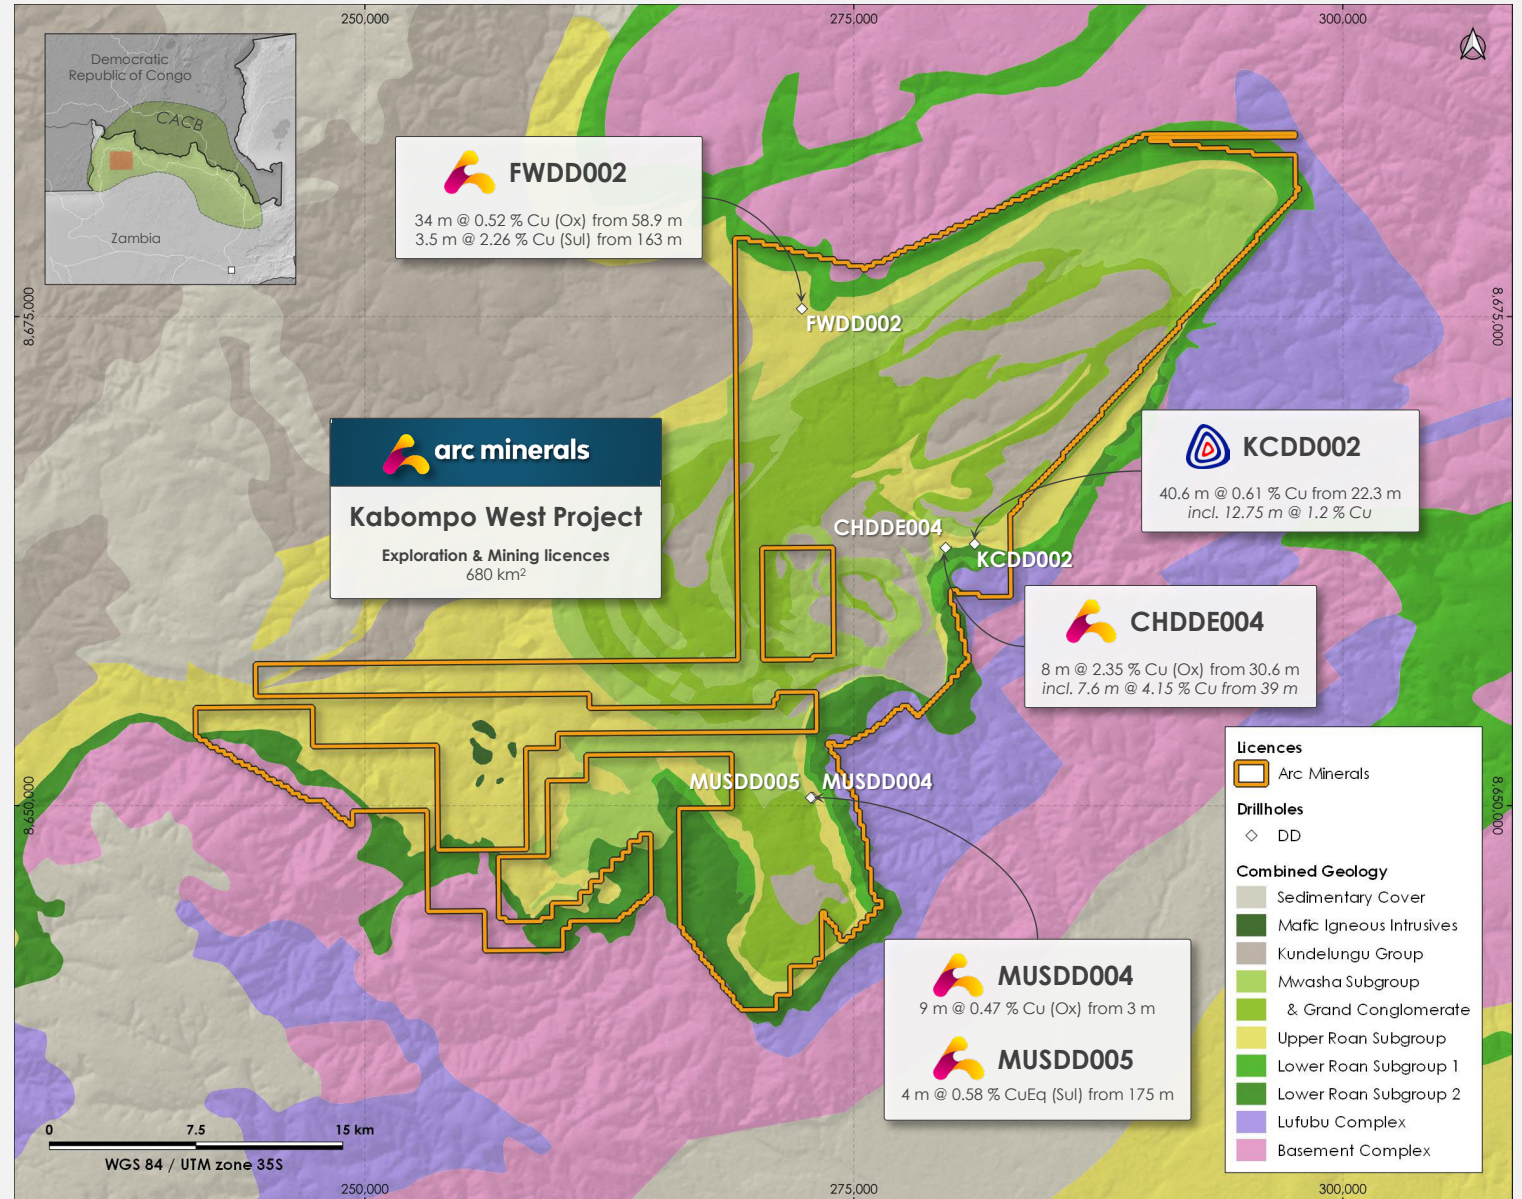 250,000
275,000
300,000
Democratic
Republic of Congo
CACB
Zambia
FWDD002
34 m @ 0.52 % Cu (Ox) from 58.9 m
3.5 m @ 2.26 % Cu (Sul) from 163 m
8,675,000
8,675,000
FWDD002
arc minerals
Kabompo West Project
Exploration & Mining licences
680 km²
KCDD002
40.6 m @ 0.61 % Cu from 22.3 m
incl. 12.75 m @ 1.2 % Cu
CHDDE004
KCDD002
CHDDE004
8 m @ 2.35 % Cu (Ox) from 30.6 m
incl. 7.6 m @ 4.15 % Cu from 39 m
MUSDD005
MUSDD004
8,650,000
8,650,000
Licences
Arc Minerals
Drillholes
DD
Combined Geology
Sedimentary Cover
Mafic Igneous Intrusives
Kundelungu Group
Mwasha Subgroup
& Grand Conglomerate
Upper Roan Subgroup
Lower Roan Subgroup 1
Lower Roan Subgroup 2
Lufubu Complex
Basement Complex
MUSDD004
9 m @ 0.47 % Cu (Ox) from 3 m
MUSDD005
4 m @ 0.58 % CuEq (Sul) from 175 m
0
7.5
15 km
WGS 84 / UTM zone 35S
250,000
275,000
300,000